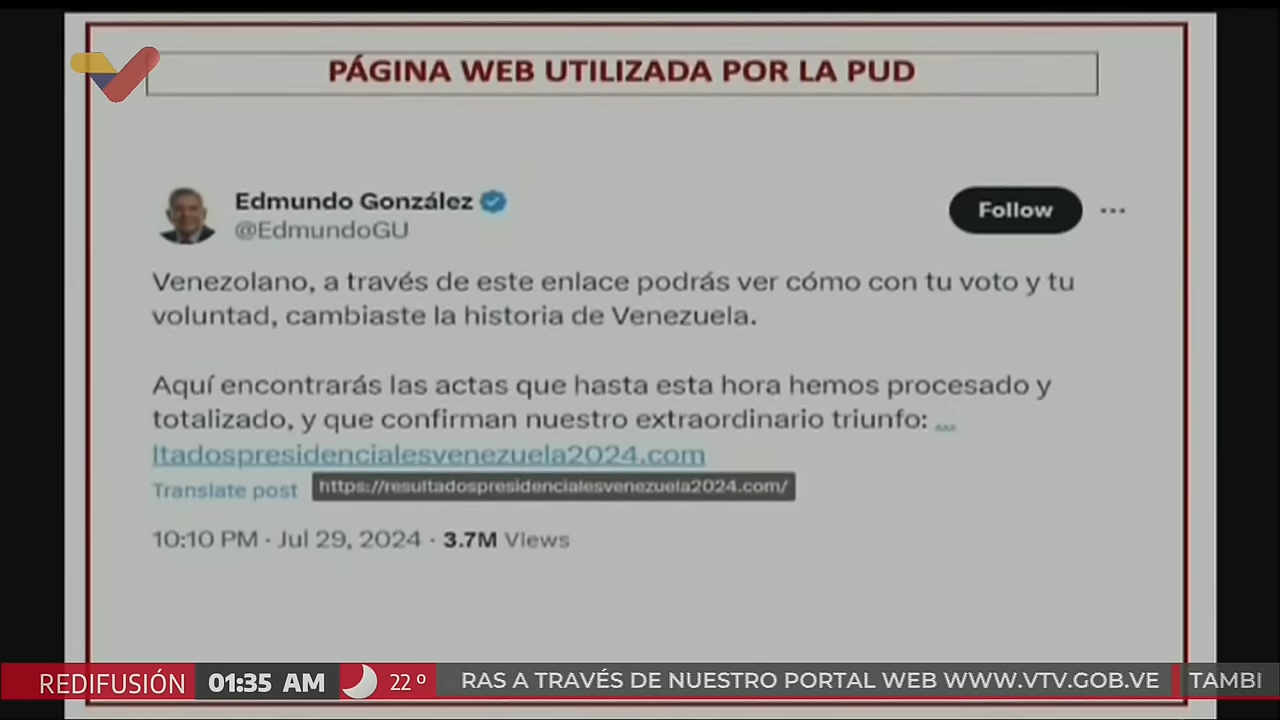 PÁGINA WEB UTILIZADA POR LA PUD
Edmundo González
@EdmundoGU
Follow
Venezolano, a través de este enlace podrás ver cómo con tu voto y tu
voluntad, cambiaste la historia de Venezuela.
Aquí encontrarás las actas que hasta esta hora hemos procesado y
totalizado, y que confirman nuestro extraordinario triunfo: ...
ltadospresidencialesvenezuela2024.com
Translate post
https://resultadospresidencialesvenezuela2024.com/
10:10 PM · Jul 29, 2024 · 3.7M Views
REDIFUSIÓN 01:35 AM 22º RAS A TRAVÉS DE NUESTRO PORTAL WEB WWW.VTV.GOB.VE TAMBI